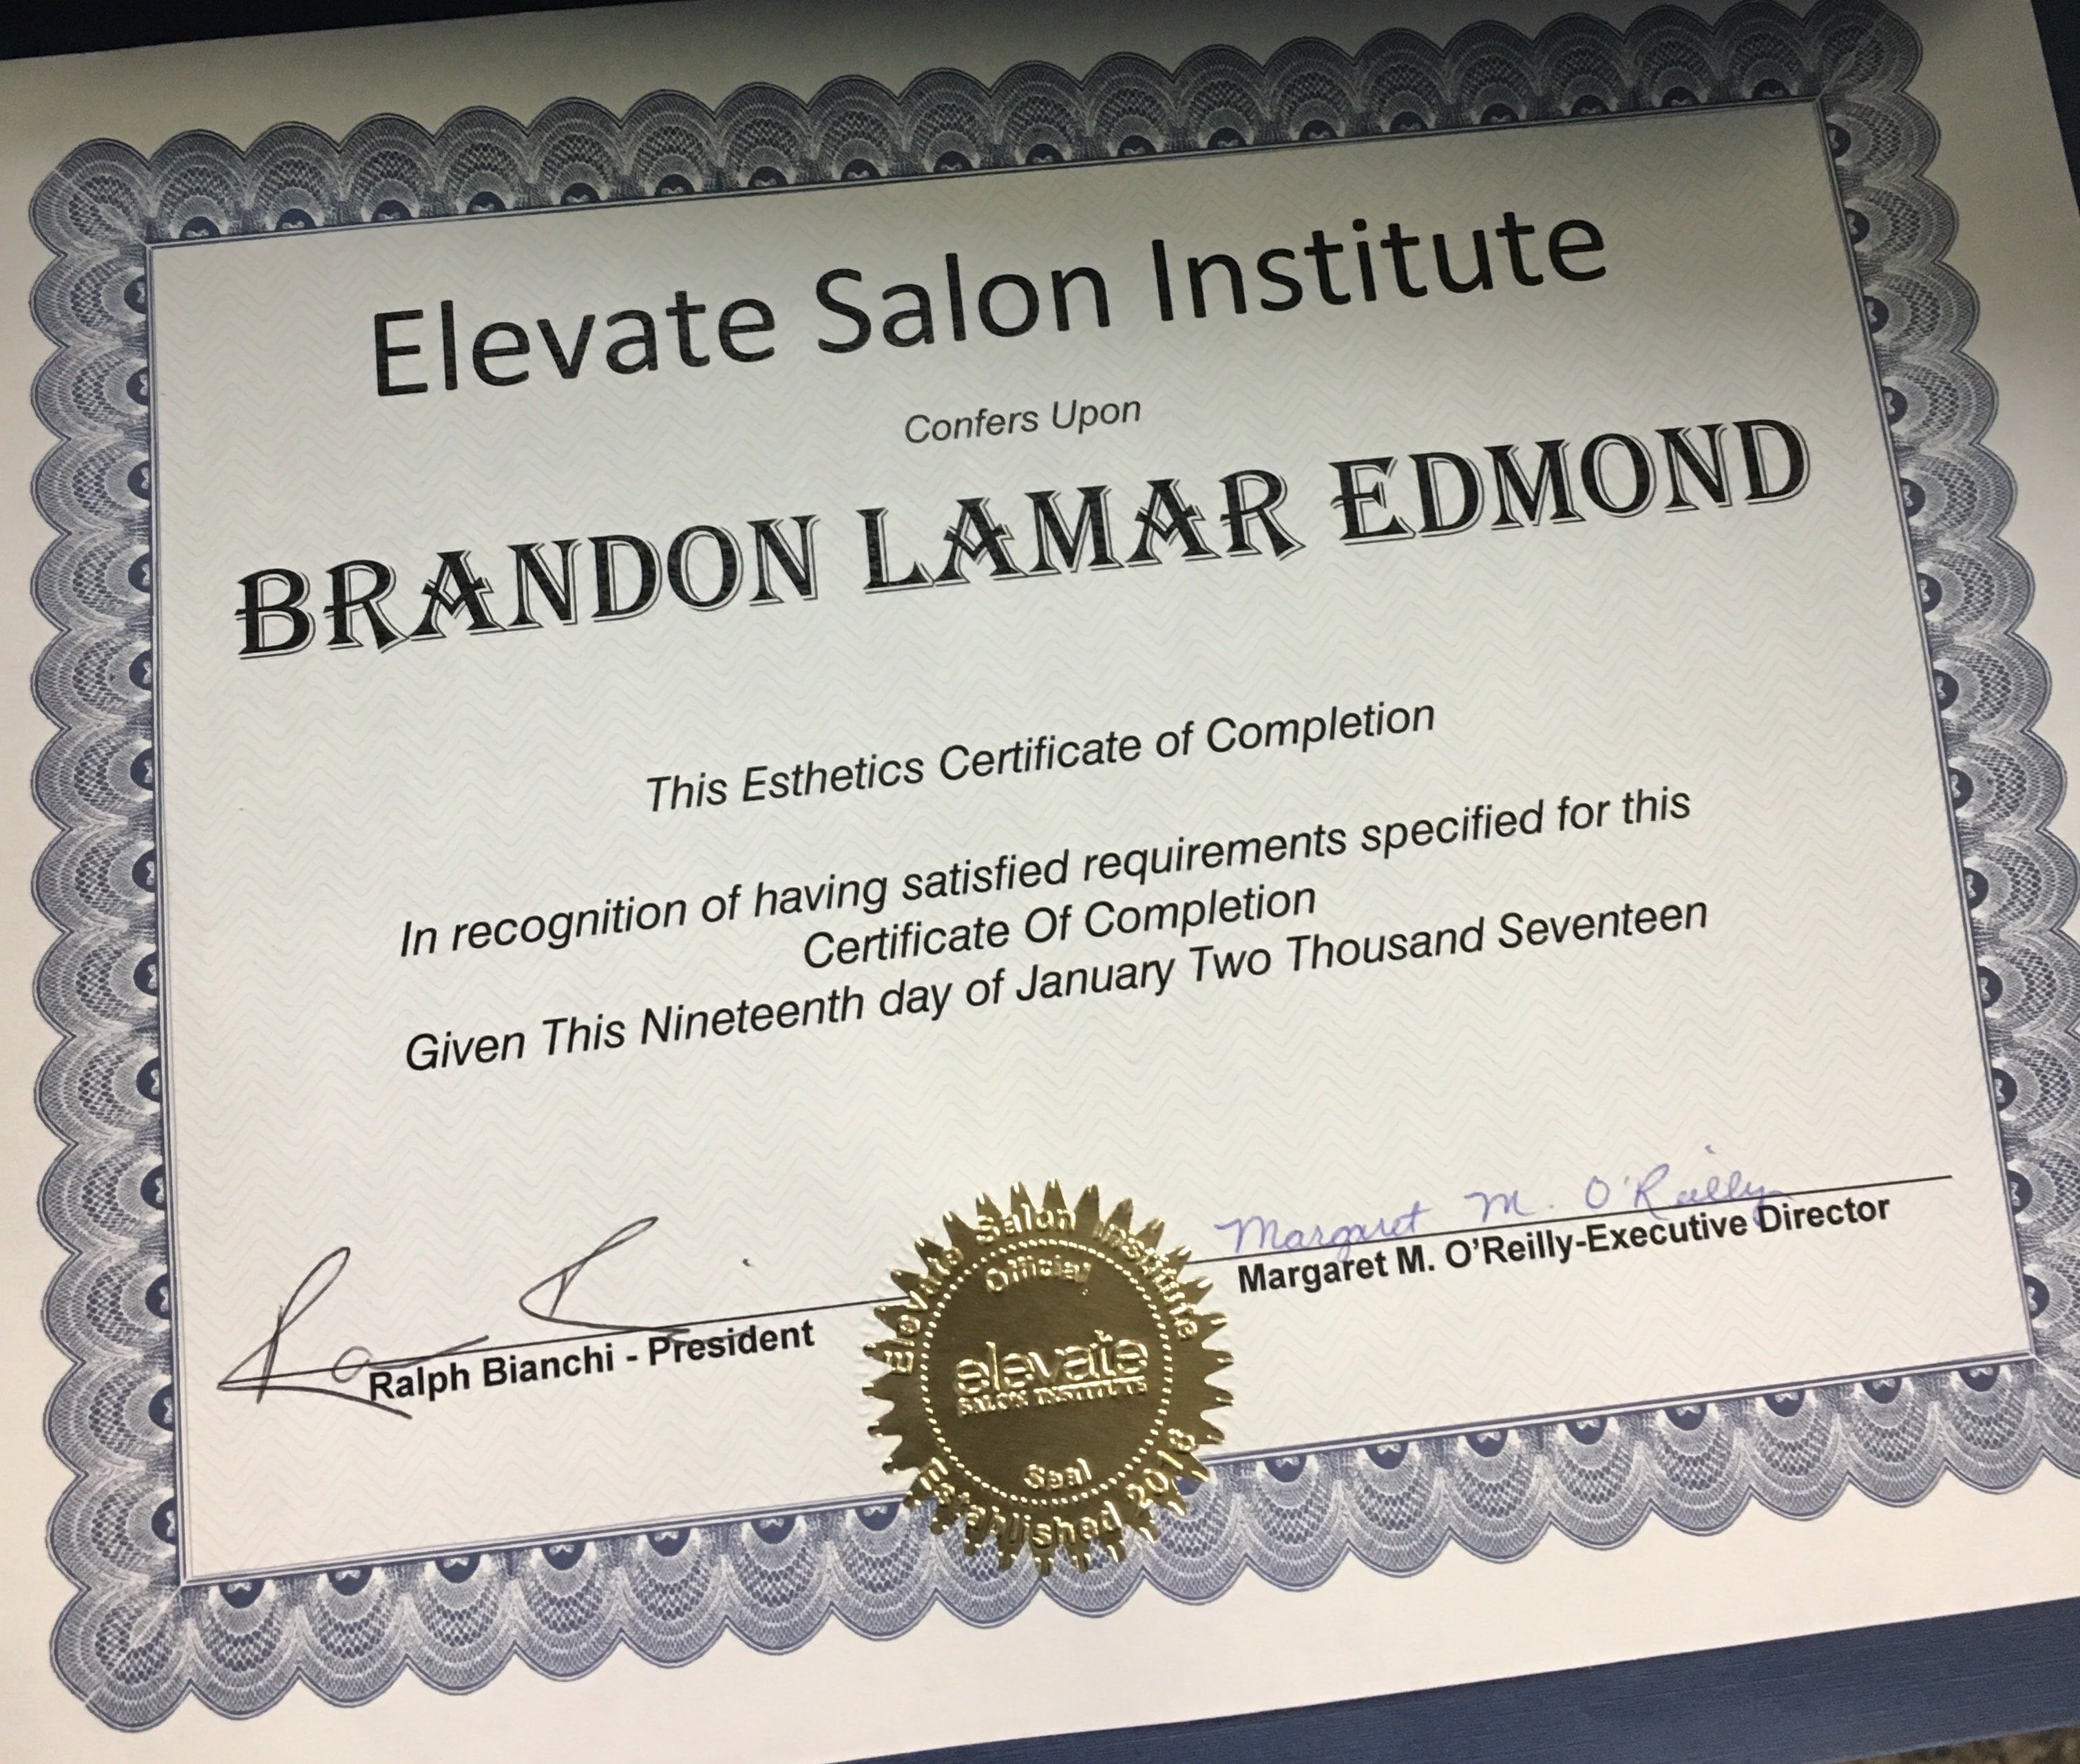 Elevate Salon Institute
Confers Upon
BRANDON LAMAR EDMOND
This Esthetics Certificate of Completion
In recognition of having satisfied requirements specified for this
Certificate Of Completion
Given This Nineteenth day of January Two Thousand Seventeen
Ralph Bianchi - President
Margaret M. O'Reilly
Margaret M. O'Reilly-Executive Director
Elevate Salon Institute
Official
elevate
SALON INSTITUTE
Seal
Established